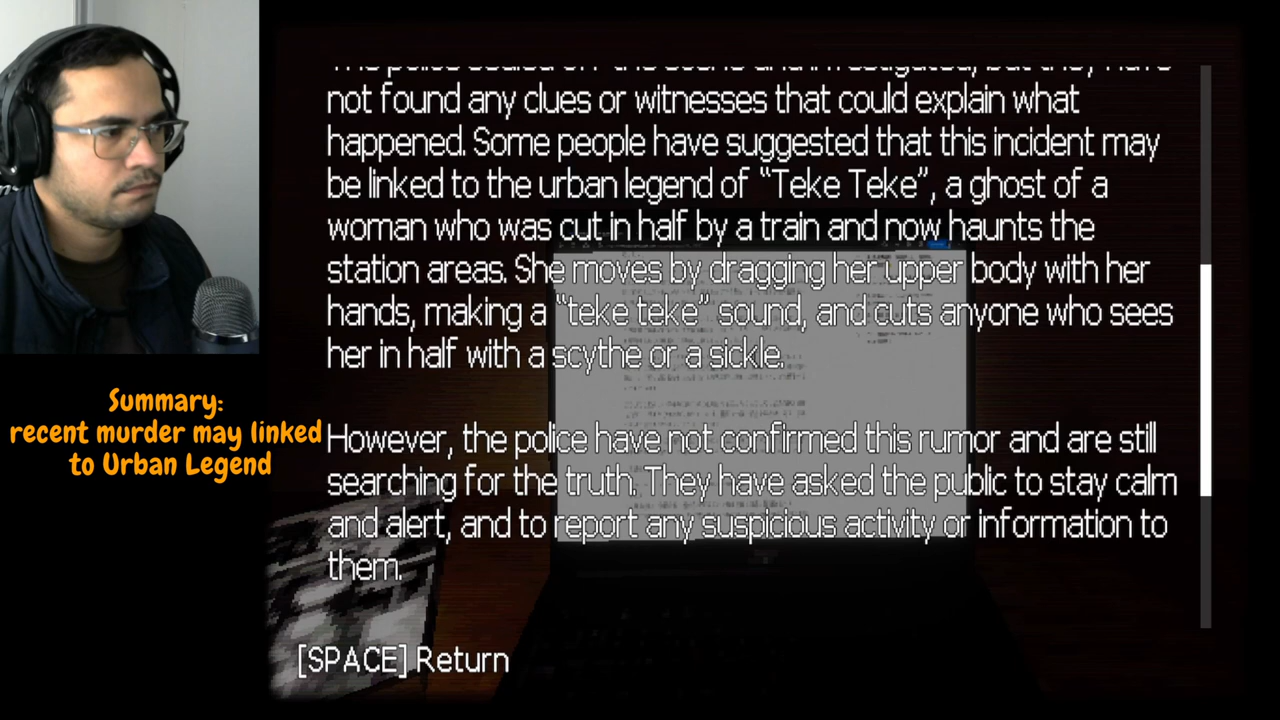 not found any clues or witnesses that could explain what
happened. Some people have suggested that this incident may
be linked to the urban legend of “Teke Teke”, a ghost of a
woman who was cut in half by a train and now haunts the
station areas. She moves by dragging her upper body with her
hands, making a “teke teke” sound, and cuts anyone who sees
her in half with a scythe or a sickle.
Summary:
recent murder may linked
to Urban Legend
However, the police have not confirmed this rumor and are still
searching for the truth. They have asked the public to stay calm
and alert, and to report any suspicious activity or information to
them.
[SPACE] Return